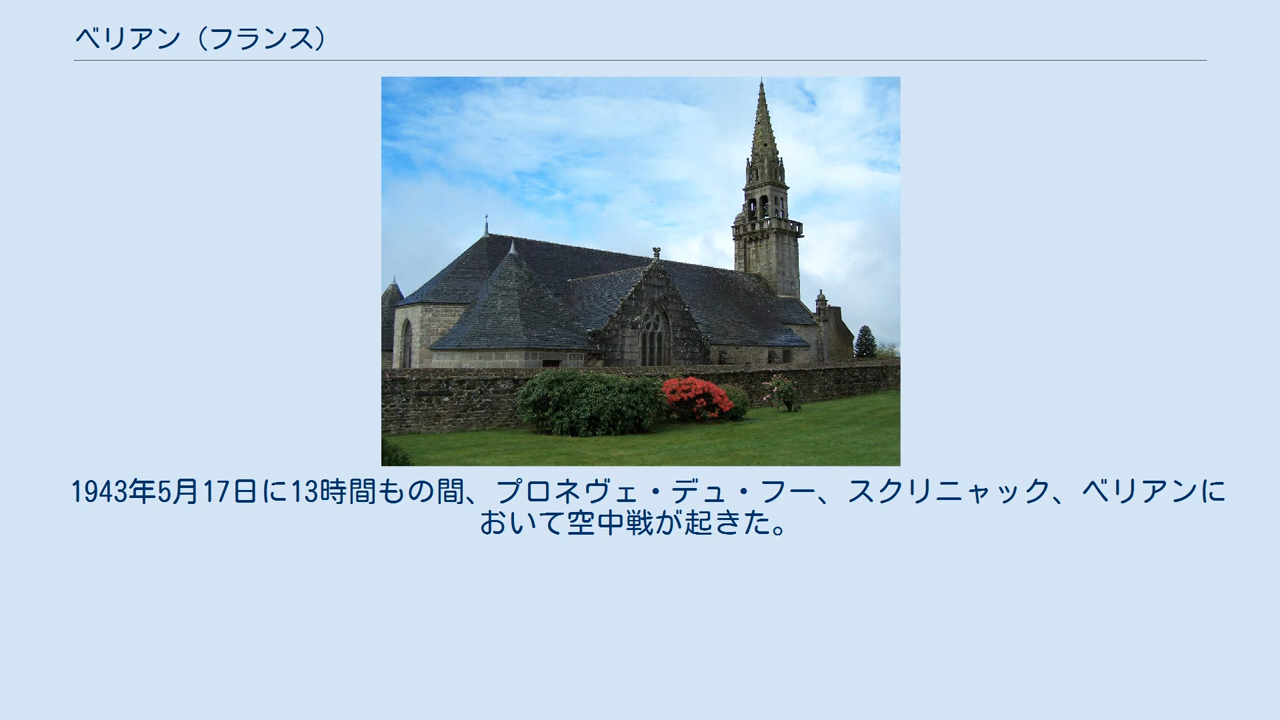 ベリアン（フランス）
1943年5月17日に13時間もの間、プロネヴェ・デュ・フー、スクリニャック、ベリアンに
おいて空中戦が起きた。